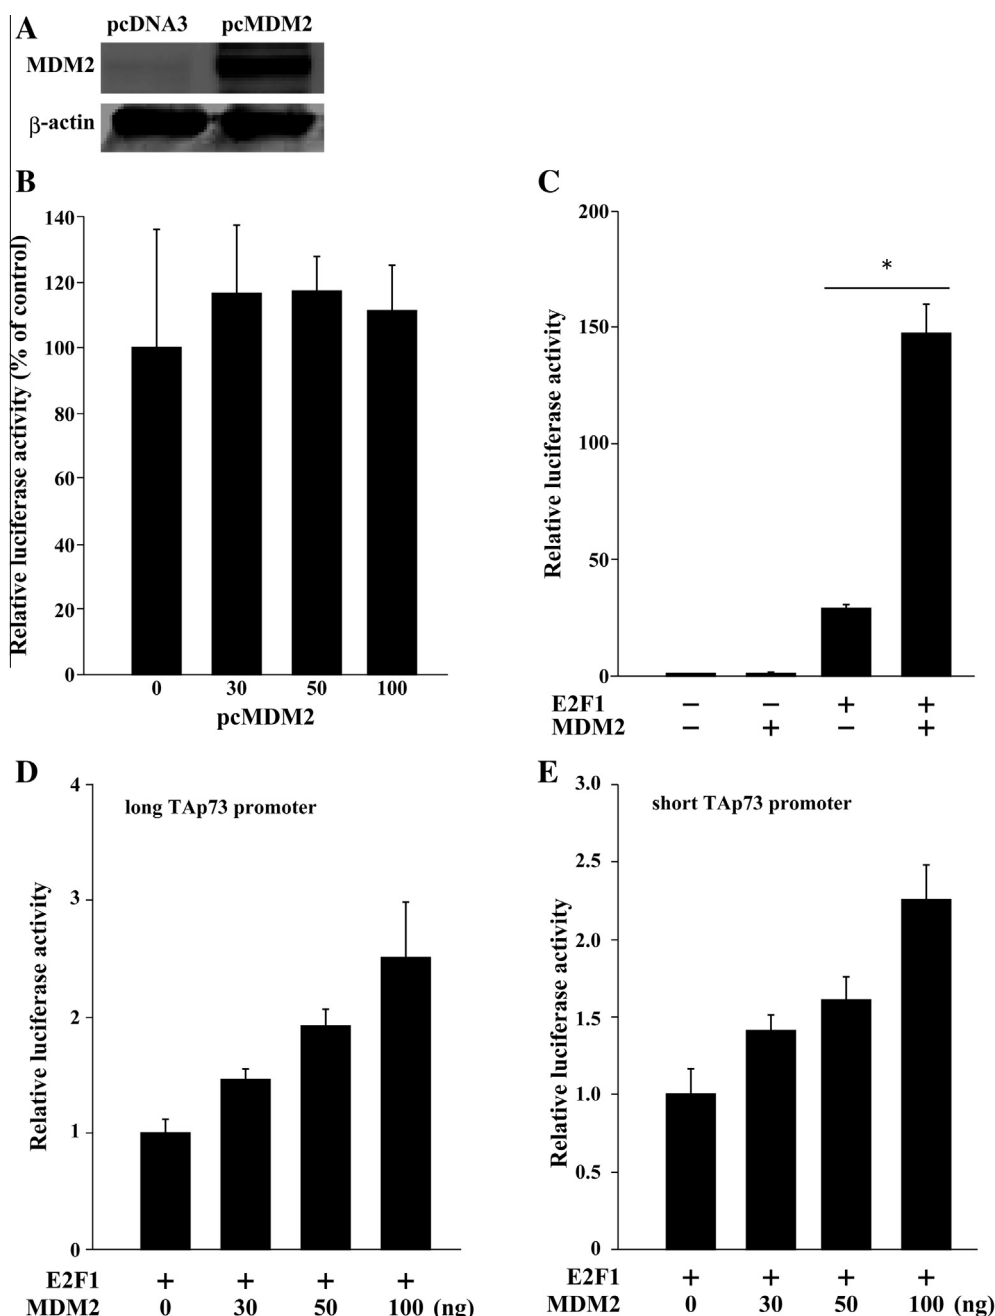 A
pcDNA3 pcMDM2
MDM2
β-actin
B
Relative luciferase activity (% of control)
140
120
100
80
60
40
20
0
0 30 50 100
pcMDM2
C
Relative luciferase activity
200
150
100
50
0
*
E2F1 − − + +
MDM2 − + − +
D
long TAp73 promoter
Relative luciferase activity
4
3
2
1
0
E2F1 + + + +
MDM2 0 30 50 100 (ng)
E
short TAp73 promoter
Relative luciferase activity
3.0
2.5
2.0
1.5
1.0
0.5
0
E2F1 + + + +
MDM2 0 30 50 100 (ng)